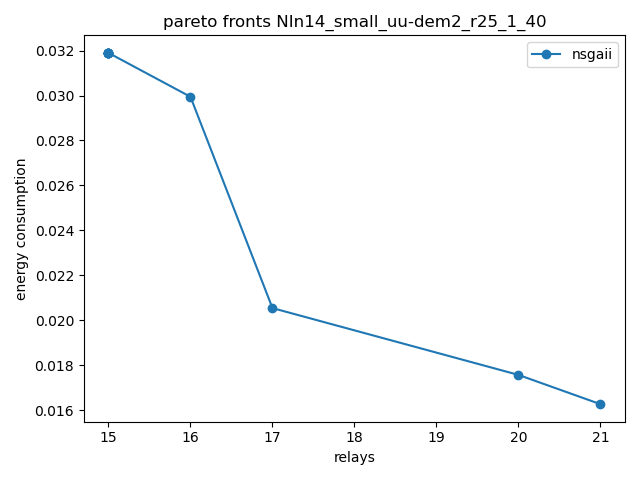 pareto fronts NIn14_small_uu-dem2_r25_1_40
nsgaii
0.032
0.030
0.028
0.026
0.024
0.022
0.020
0.018
0.016
energy consumption
15 16 17 18 19 20 21
relays